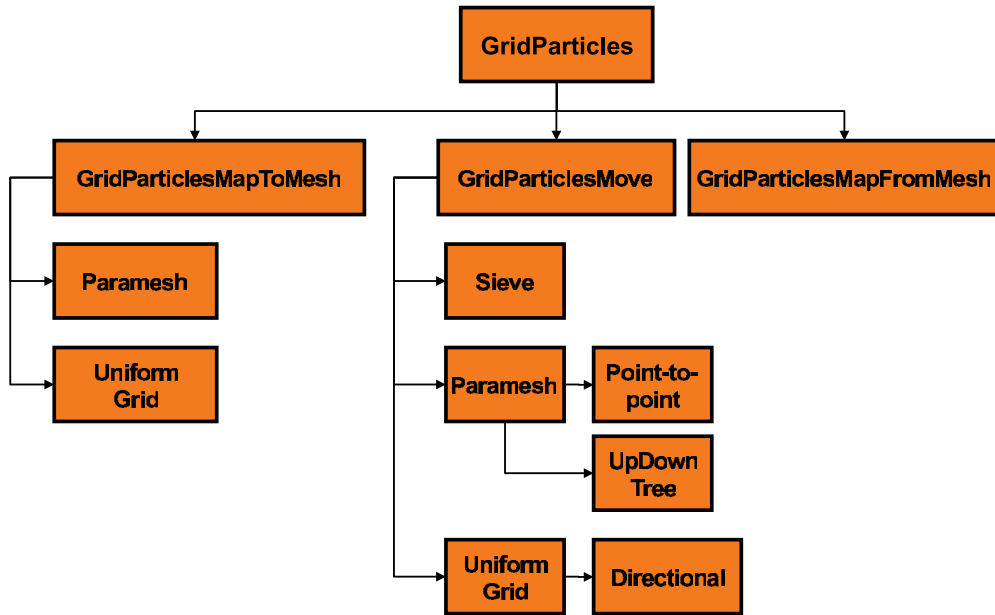 GridParticles
GridParticlesMapToMesh
GridParticlesMove
GridParticlesMapFromMesh
Paramesh
Sieve
Uniform
Grid
Paramesh
Point-to-
point
UpDown
Tree
Uniform
Grid
Directional